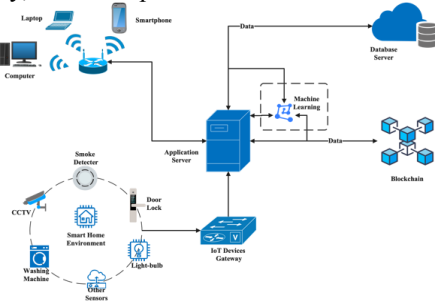 Laptop
Smartphone
Computer
Data
Database
Server
Machine
Learning
Application
Server
Data
Blockchain
Smoke
Detector
Door
Lock
CCTV
Smart Home
Environment
Washing
Machine
Light-bulb
Other
Sensors
V
IoT Devices
Gateway